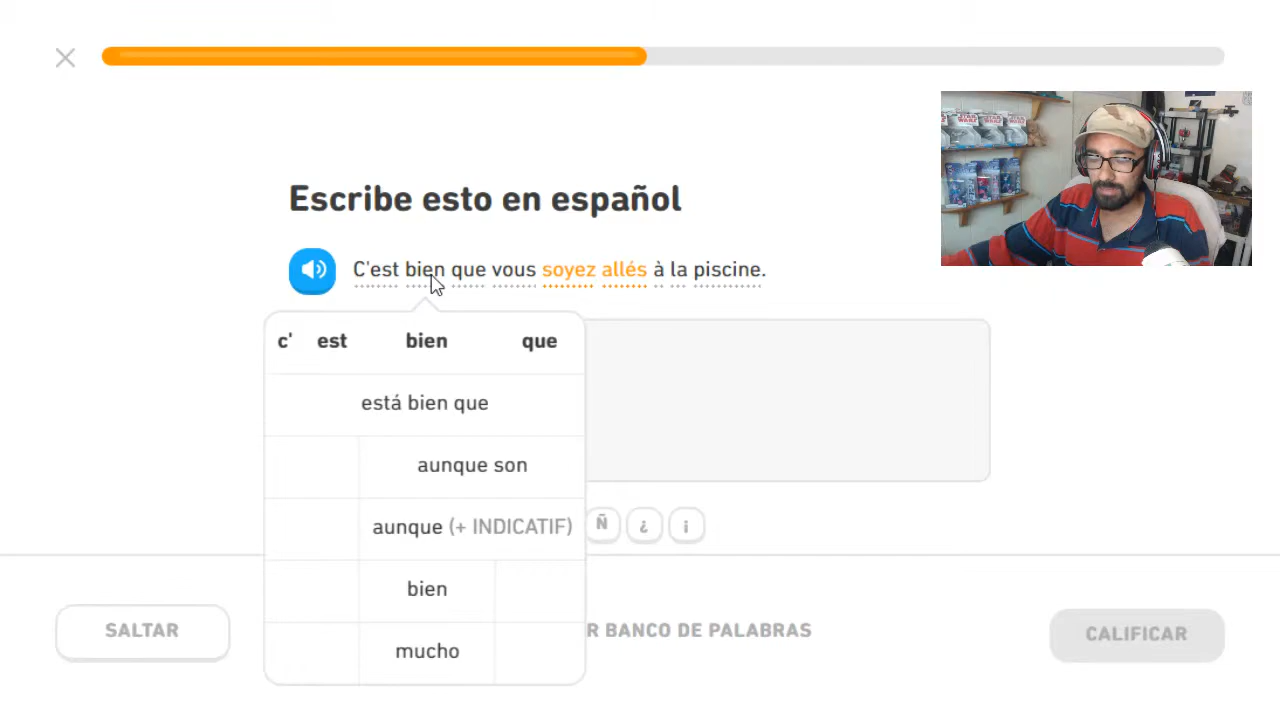 Escribe esto en español
C'est bien que vous soyez allés à la piscine.
c' est bien que
está bien que
aunque son
aunque (+ INDICATIF)
bien
mucho
Ñ ¿ ¡
SALTAR
R BANCO DE PALABRAS
CALIFICAR